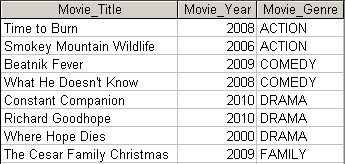 Movie_Title Movie_Year Movie_Genre
Time to Burn 2008 ACTION
Smokey Mountain Wildlife 2006 ACTION
Beatnik Fever 2009 COMEDY
What He Doesn't Know 2008 COMEDY
Constant Companion 2010 DRAMA
Richard Goodhope 2010 DRAMA
Where Hope Dies 2000 DRAMA
The Cesar Family Christmas 2009 FAMILY